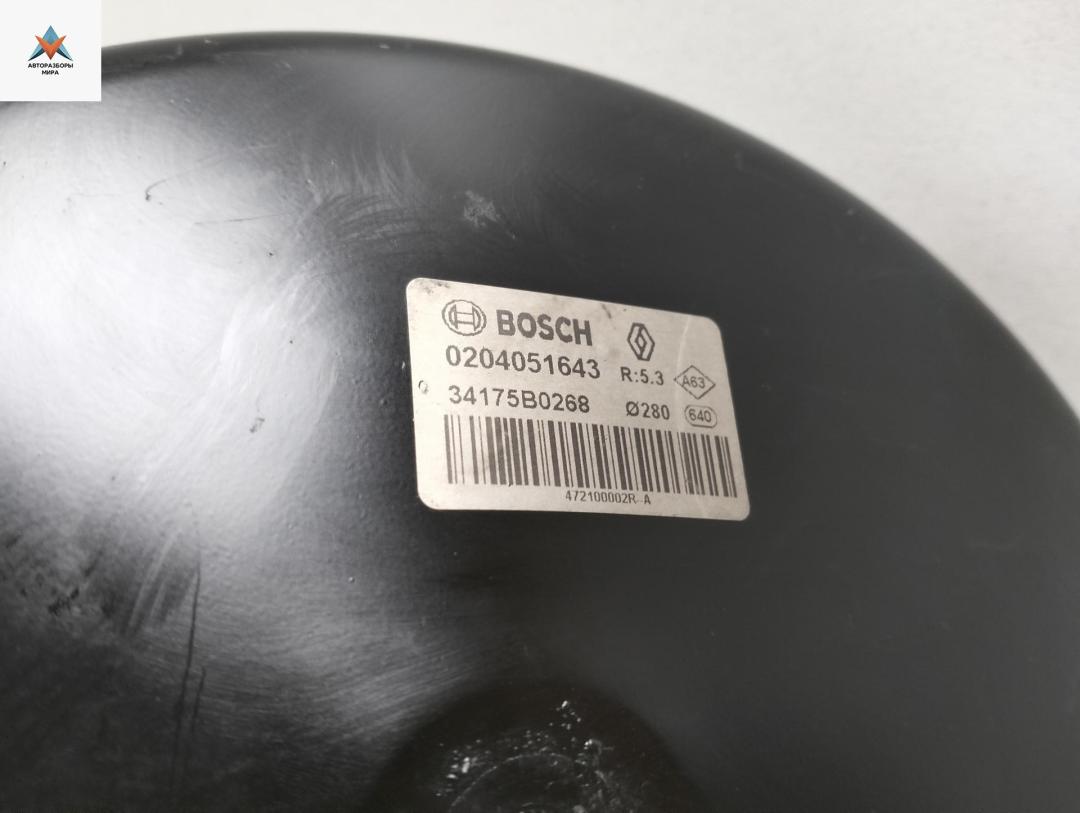 АВТОРАЗБОРЫ
МИРА
BOSCH
0204051643 R:5.3 A63
34175B0268 Ø280 640
472100002R-A